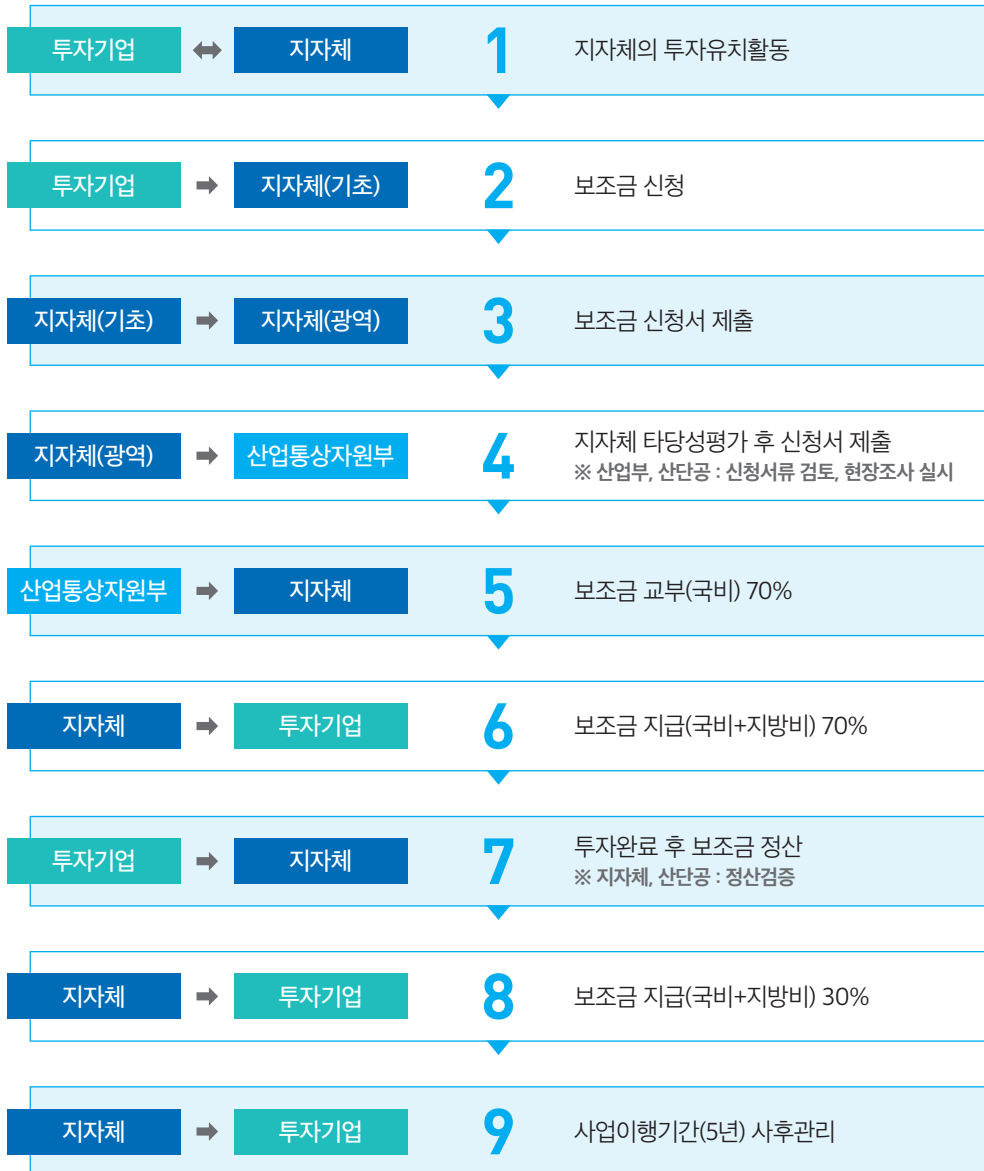 투자기업 ⬌ 지자체 1 지자체의 투자유치활동
투자기업 ➡ 지자체(기초) 2 보조금 신청
지자체(기초) ➡ 지자체(광역) 3 보조금 신청서 제출
지자체(광역) ➡ 산업통상자원부 4 지자체 타당성평가 후 신청서 제출
※ 산업부, 산단공 : 신청서류 검토, 현장조사 실시
산업통상자원부 ➡ 지자체 5 보조금 교부(국비) 70%
지자체 ➡ 투자기업 6 보조금 지급(국비+지방비) 70%
투자기업 ➡ 지자체 7 투자완료 후 보조금 정산
※ 지자체, 산단공 : 정산검증
지자체 ➡ 투자기업 8 보조금 지급(국비+지방비) 30%
지자체 ➡ 투자기업 9 사업이행기간(5년) 사후관리